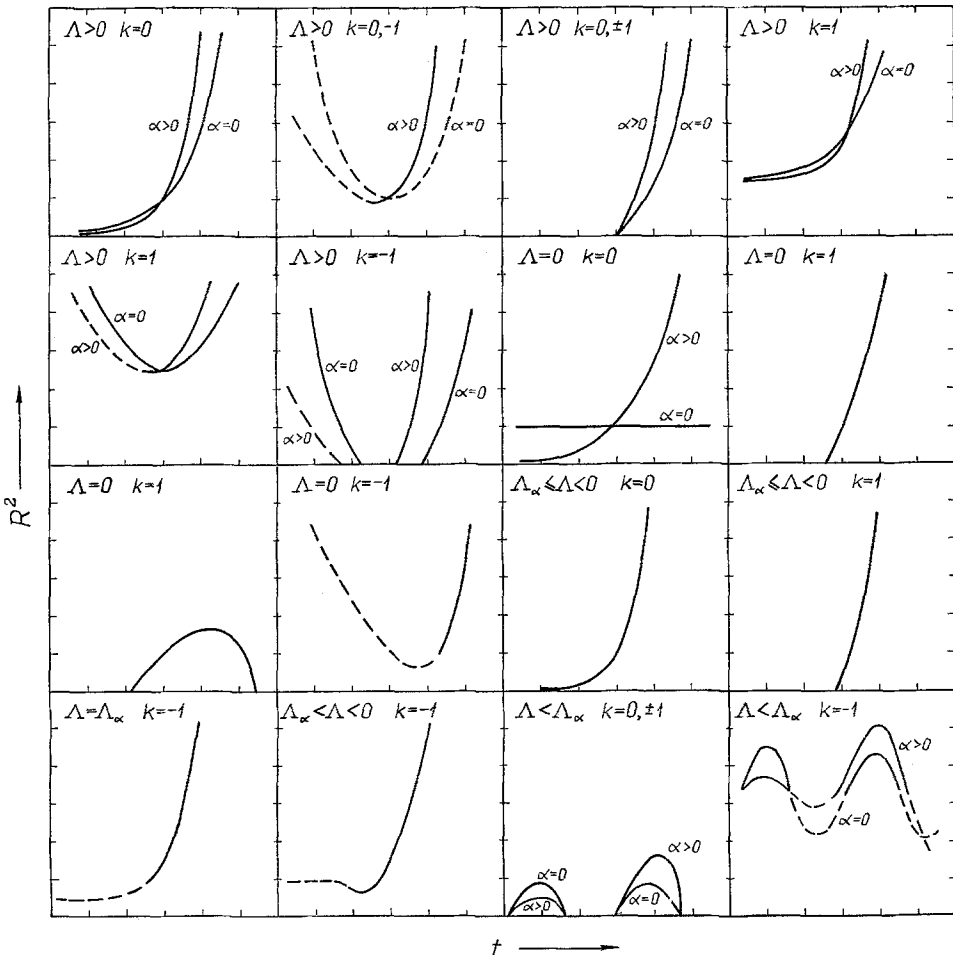 Λ>0 k=0
α>0
α=0
Λ>0 k=0,-1
α>0
α=0
Λ>0 k=0,±1
α>0
α=0
Λ>0 k=1
α>0
α=0
Λ>0 k=1
α=0
α>0
Λ>0 k=-1
α=0
α>0
α=0
α>0
Λ=0 k=0
α>0
α=0
Λ=0 k=1
R²
Λ=0 k=1
Λ=0 k=-1
Λα≤Λ<0 k=0
Λα≤Λ<0 k=1
Λ=Λα k=-1
Λα<Λ<0 k=-1
Λ<Λα k=0,±1
α=0
α>0
α>0
α=0
Λ<Λα k=-1
α>0
α=0
t